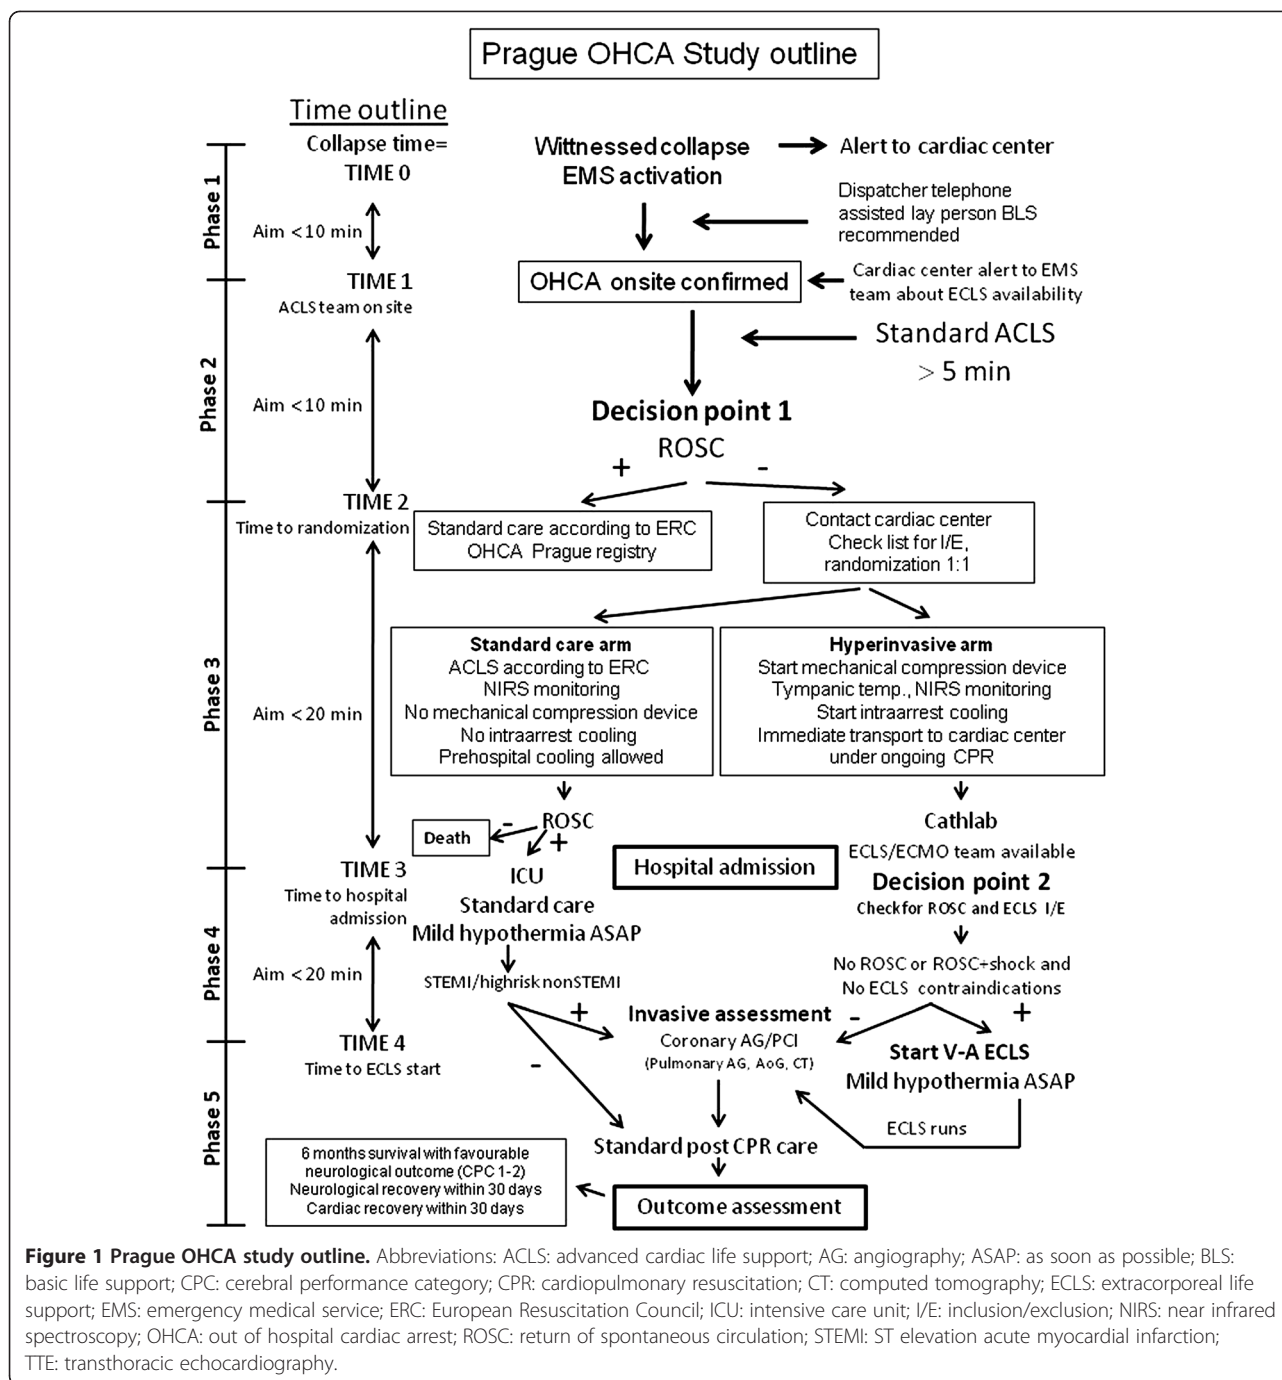 Prague OHCA Study outline
Time outline
Collapse time=
TIME 0
Aim <10 min
TIME 1
ACLS team on site
Aim <10 min
TIME 2
Time to randomization
Aim <20 min
TIME 3
Time to hospital
admission
Aim <20 min
TIME 4
Time to ECLS start
Phase 1
Phase 2
Phase 3
Phase 4
Phase 5
Wittnessed collapse
EMS activation
Alert to cardiac center
Dispatcher telephone
assisted lay person BLS
recommended
OHCA onsite confirmed
Cardiac center alert to EMS
team about ECLS availability
Standard ACLS
> 5 min
Decision point 1
ROSC
+
-
Standard care according to ERC
OHCA Prague registry
Contact cardiac center
Check list for I/E,
randomization 1:1
Standard care arm
ACLS according to ERC
NIRS monitoring
No mechanical compression device
No intraarrest cooling
Prehospital cooling allowed
Hyperinvasive arm
Start mechanical compression device
Tympanic temp., NIRS monitoring
Start intraarrest cooling
Immediate transport to cardiac center
under ongoing CPR
ROSC
-
+
Death
ICU
Standard care
Mild hypothermia ASAP
STEMI/highrisk nonSTEMI
+
-
Hospital admission
Cathlab
ECLS/ECMO team available
Decision point 2
Check for ROSC and ECLS I/E
No ROSC or ROSC+shock and
No ECLS contraindications
-
+
Invasive assessment
Coronary AG/PCI
(Pulmonary AG, AoG, CT)
Start V-A ECLS
Mild hypothermia ASAP
ECLS runs
Standard post CPR care
Outcome assessment
6 months survival with favourable
neurological outcome (CPC 1-2)
Neurological recovery within 30 days
Cardiac recovery within 30 days
Figure 1 Prague OHCA study outline. Abbreviations: ACLS: advanced cardiac life support; AG: angiography; ASAP: as soon as possible; BLS:
basic life support; CPC: cerebral performance category; CPR: cardiopulmonary resuscitation; CT: computed tomography; ECLS: extracorporeal life
support; EMS: emergency medical service; ERC: European Resuscitation Council; ICU: intensive care unit; I/E: inclusion/exclusion; NIRS: near infrared
spectroscopy; OHCA: out of hospital cardiac arrest; ROSC: return of spontaneous circulation; STEMI: ST elevation acute myocardial infarction;
TTE: transthoracic echocardiography.